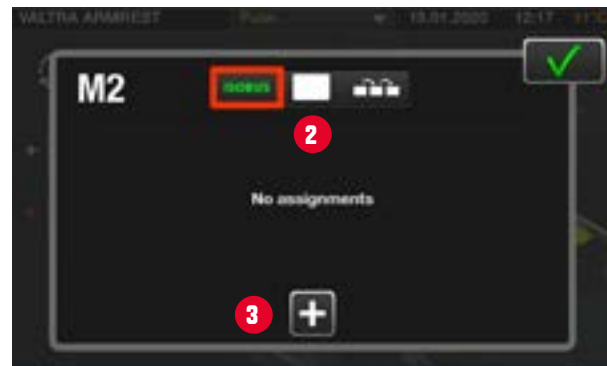 VALTRA ARMREST 13.01.2020 12:17
M2 ISOBUS
2
No assignments
3